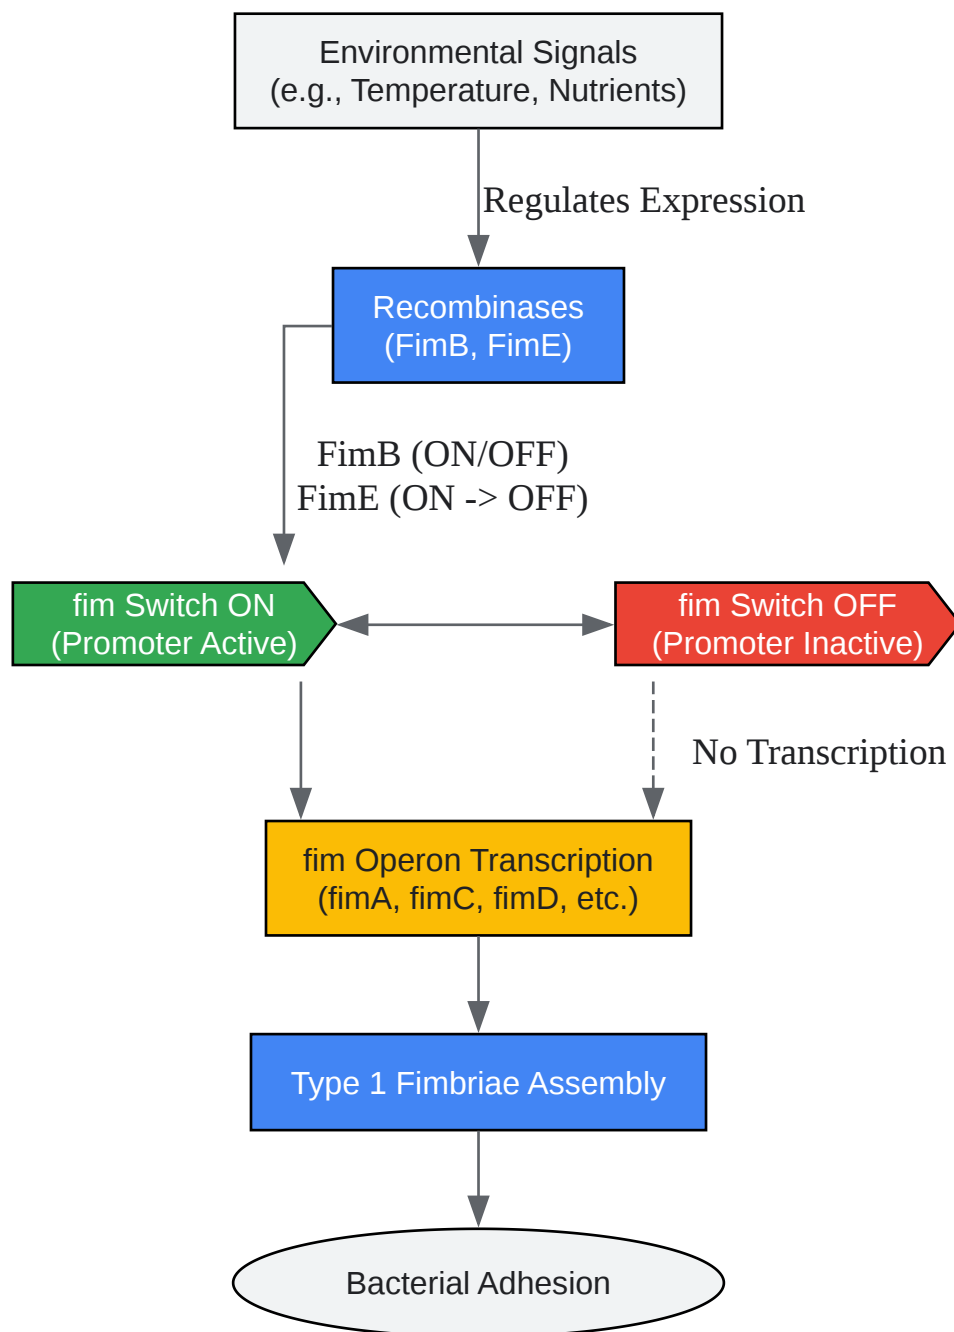 Environmental Signals
(e.g., Temperature, Nutrients)
Regulates Expression
Recombinases
(FimB, FimE)
FimB (ON/OFF)
FimE (ON -> OFF)
fim Switch ON
(Promoter Active)
fim Switch OFF
(Promoter Inactive)
No Transcription
fim Operon Transcription
(fimA, fimC, fimD, etc.)
Type 1 Fimbriae Assembly
Bacterial Adhesion